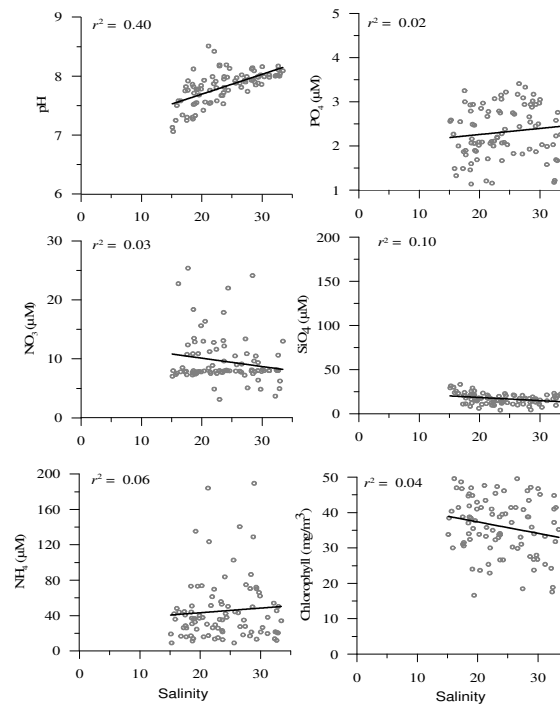 r² = 0.40
9
8
7
6
pH
0 10 20 30
r² = 0.02
5
4
3
2
1
PO₄ (µM)
0 10 20 30
r² = 0.03
30
20
10
0
NO₃ (µM)
0 10 20 30
r² = 0.10
200
150
100
50
0
SiO₄ (µM)
0 10 20 30
r² = 0.06
200
160
120
80
40
0
NH₄ (µM)
0 10 20 30
Salinity
r² = 0.04
50
40
30
20
10
0
Chlorophyll (mg/m³)
0 10 20 30
Salinity